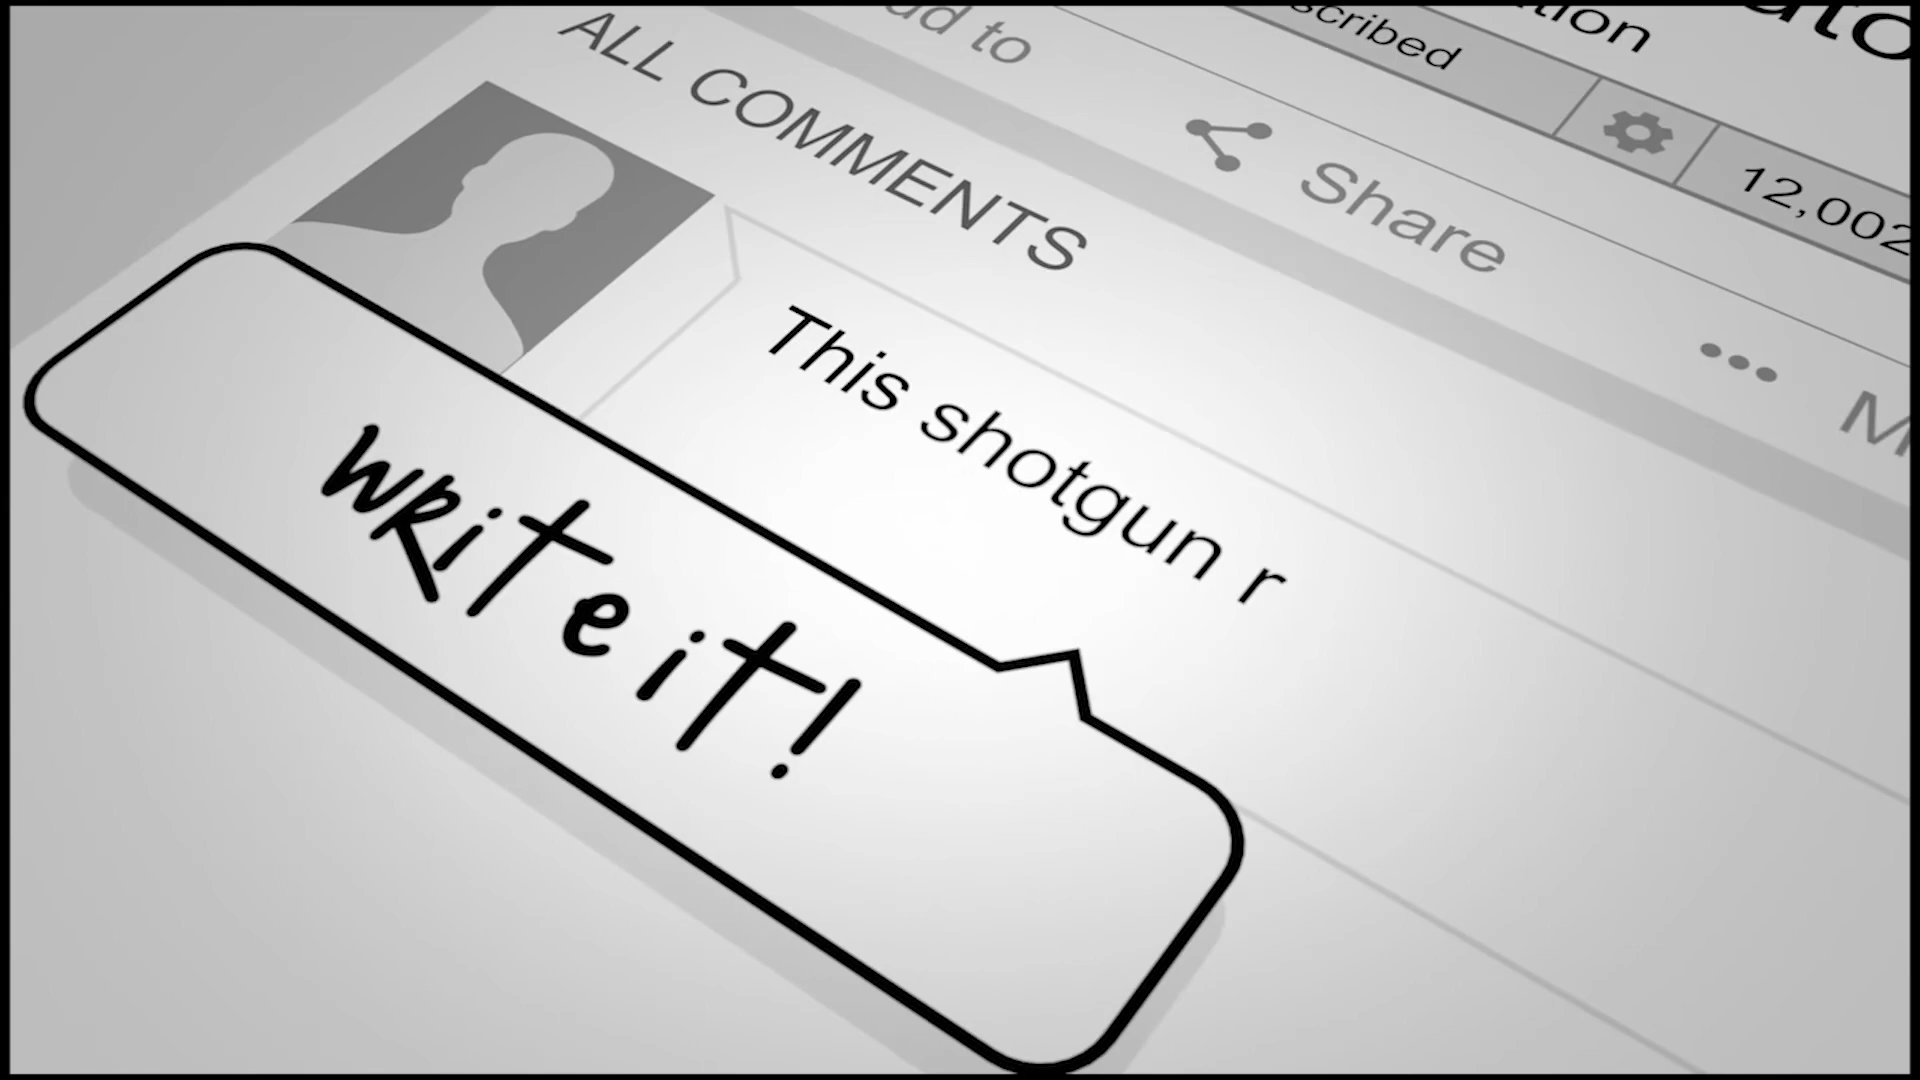 scribed
12,002
Share
ALL COMMENTS
This shotgun r
write it!